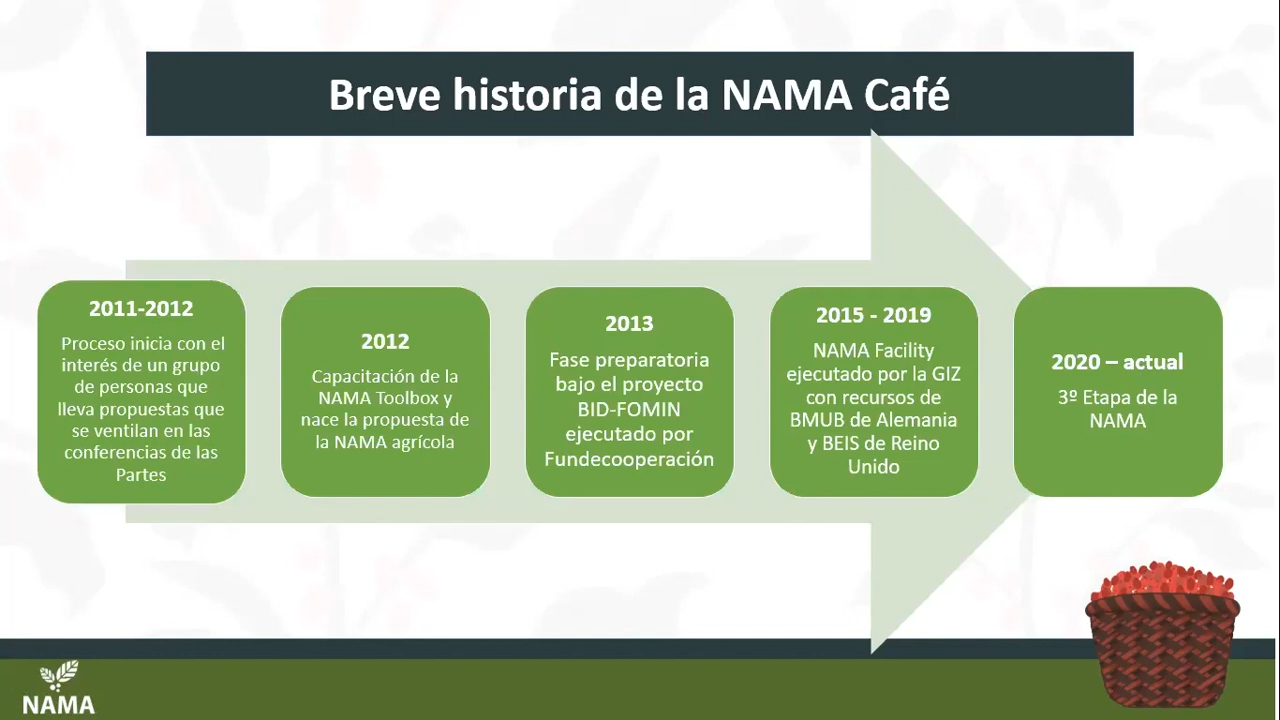 Breve historia de la NAMA Café
2011-2012
Proceso inicia con el
interés de un grupo
de personas que
lleva propuestas que
se ventilan en las
conferencias de las
Partes
2012
Capacitación de la
NAMA Toolbox y
nace la propuesta de
la NAMA agrícola
2013
Fase preparatoria
bajo el proyecto
BID-FOMIN
ejecutado por
Fundecooperación
2015 - 2019
NAMA Facility
ejecutado por la GIZ
con recursos de
BMUB de Alemania
y BEIS de Reino
Unido
2020 – actual
3º Etapa de la
NAMA
NAMA